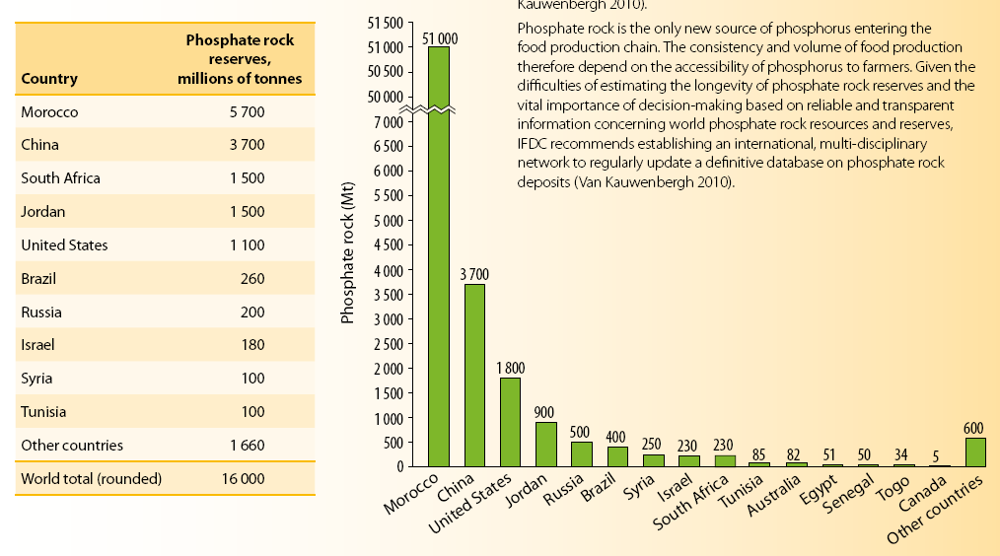 Country Phosphate rock reserves, millions of tonnes
Morocco 5 700
China 3 700
South Africa 1 500
Jordan 1 500
United States 1 100
Brazil 260
Russia 200
Israel 180
Syria 100
Tunisia 100
Other countries 1 660
World total (rounded) 16 000
Kauwenbergh 2010).
Phosphate rock is the only new source of phosphorus entering the
food production chain. The consistency and volume of food production
therefore depend on the accessibility of phosphorus to farmers. Given the
difficulties of estimating the longevity of phosphate rock reserves and the
vital importance of decision-making based on reliable and transparent
information concerning world phosphate rock resources and reserves,
IFDC recommends establishing an international, multi-disciplinary
network to regularly update a definitive database on phosphate rock
deposits (Van Kauwenbergh 2010).
Phosphate rock (Mt)
51 500
51 000
50 500
50 000
7 000
6 500
6 000
5 500
5 000
4 500
4 000
3 500
3 000
2 500
2 000
1 500
1 000
500
0
51 000
3 700
1 800
900
500
400
250
230
230
85
82
51
50
34
5
600
Morocco
China
United States
Jordan
Russia
Brazil
Syria
Israel
South Africa
Tunisia
Australia
Egypt
Senegal
Togo
Canada
Other countries